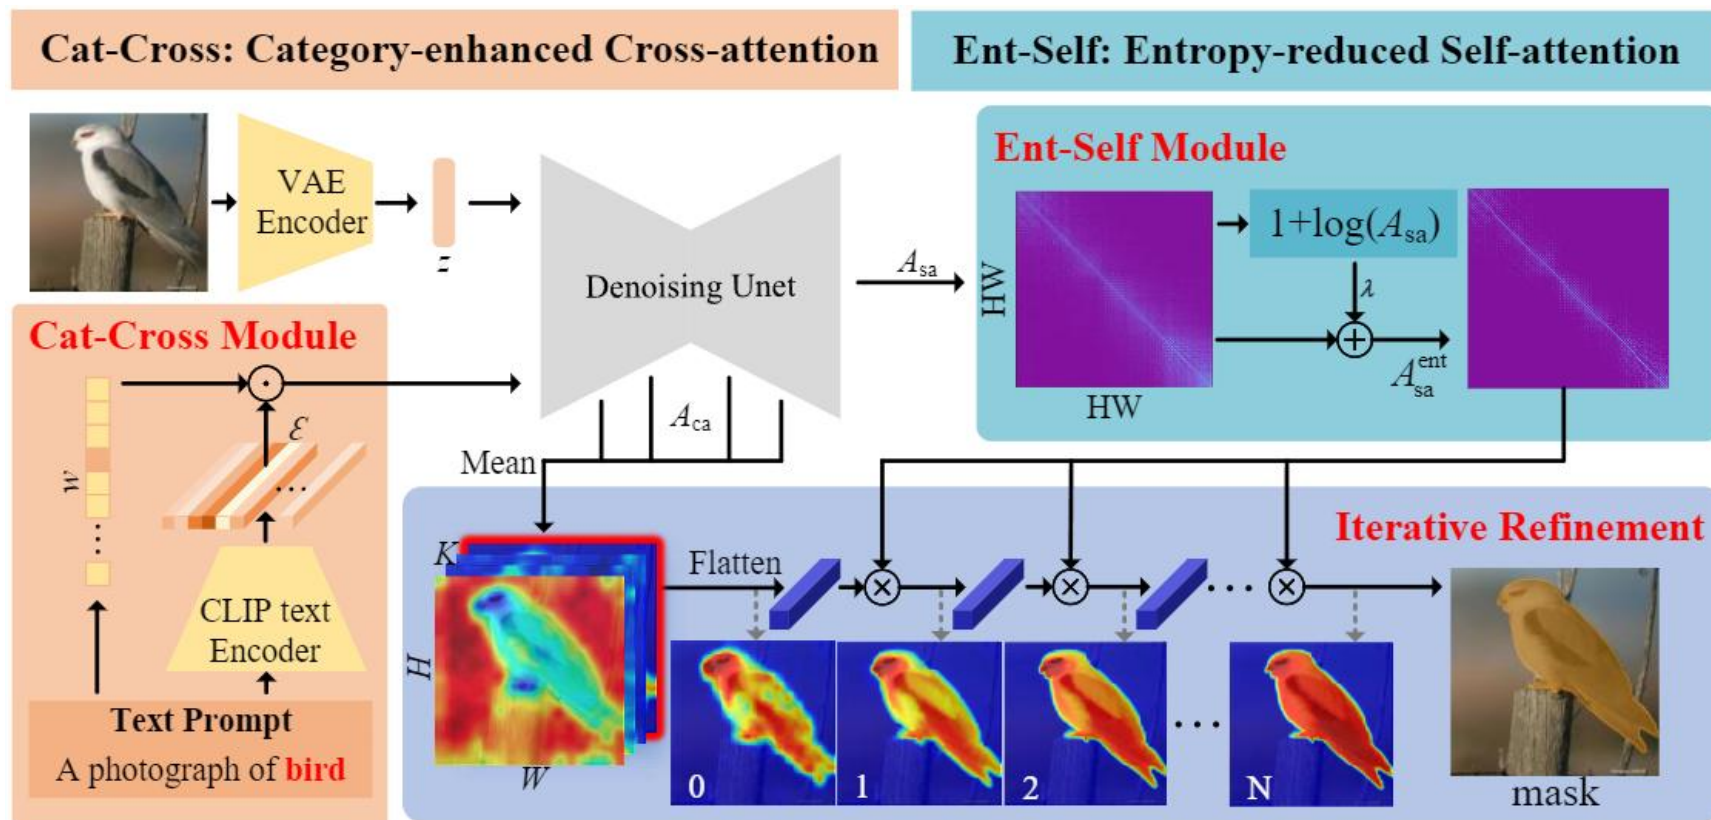 Cat-Cross: Category-enhanced Cross-attention
Ent-Self: Entropy-reduced Self-attention
VAE
Encoder
z
Denoising Unet
A_sa
Ent-Self Module
HW
HW
1+log(A_sa)
λ
+
A_sa^ent
Cat-Cross Module
w
ℰ
...
⋮
CLIP text
Encoder
Text Prompt
A photograph of bird
A_ca
Mean
Iterative Refinement
K
H
W
Flatten
×
×
...
×
0
1
2
...
N
mask